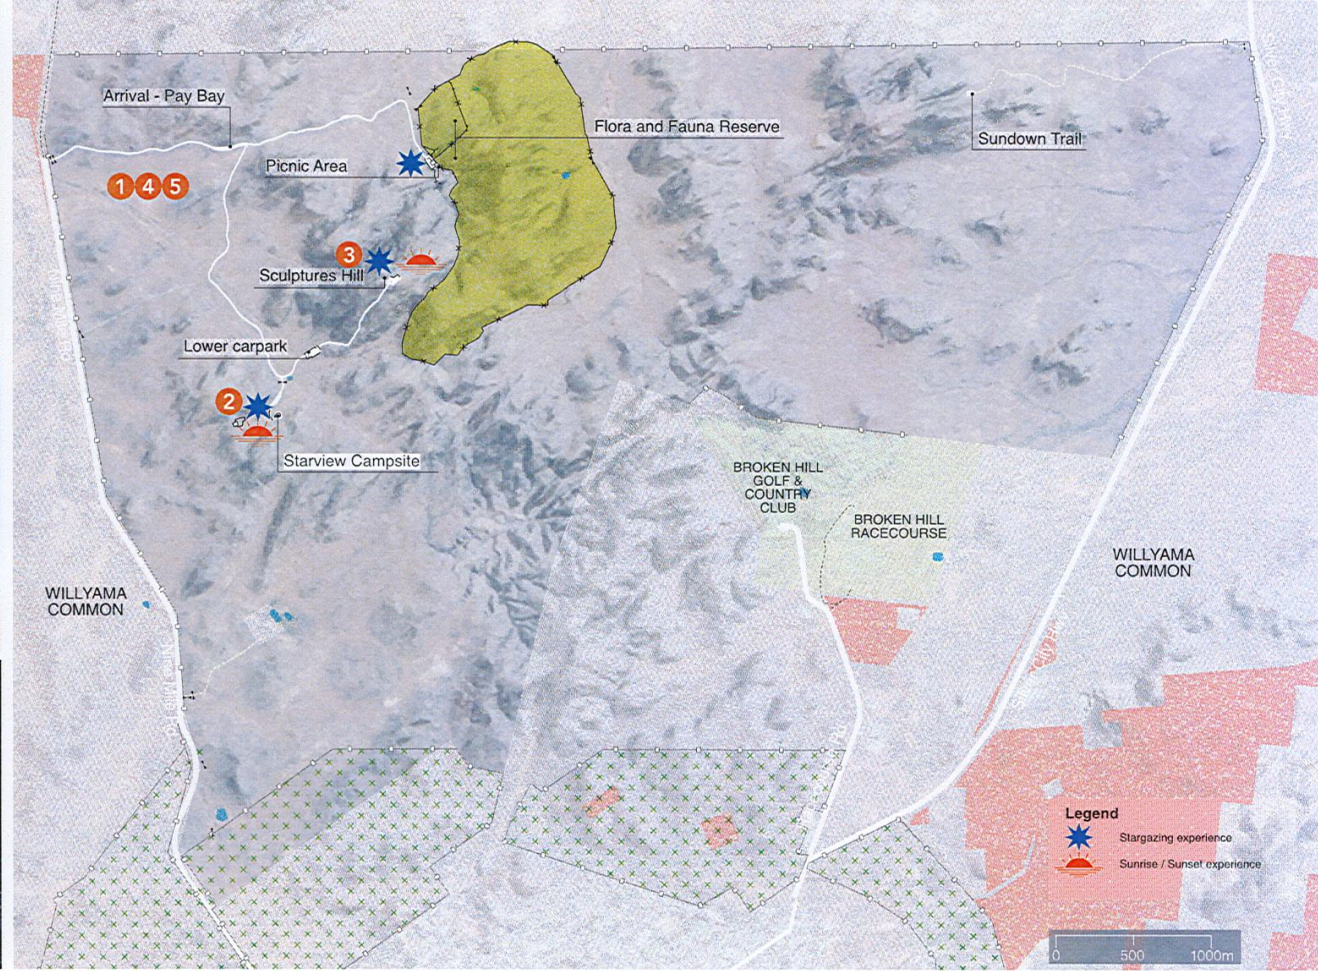 Arrival - Pay Bay
Flora and Fauna Reserve
Sundown Trail
Picnic Area
1 4 5
3
Sculptures Hill
Lower carpark
2
Starview Campsite
BROKEN HILL
GOLF &
COUNTRY
CLUB
BROKEN HILL
RACECOURSE
WILLYAMA
COMMON
WILLYAMA
COMMON
Legend
Stargazing experience
Sunrise / Sunset experience
0 500 1000m